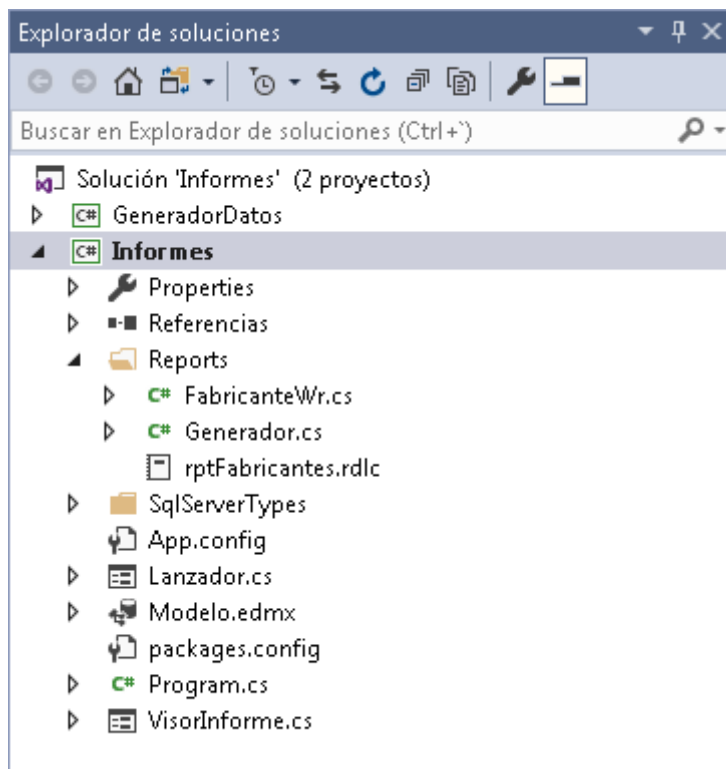 Explorador de soluciones
Buscar en Explorador de soluciones (Ctrl+`)
Solución 'Informes' (2 proyectos)
C# GeneradorDatos
C# Informes
Properties
Referencias
Reports
C# FabricanteWr.cs
C# Generador.cs
rptFabricantes.rdlc
SqlServerTypes
App.config
Lanzador.cs
Modelo.edmx
packages.config
C# Program.cs
VisorInforme.cs